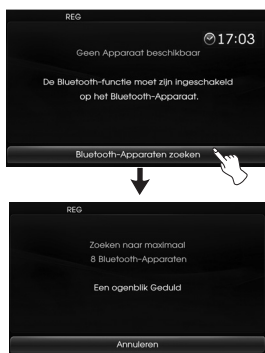 REG
17:03
Geen Apparaat beschikbaar
De Bluetooth-functie moet zijn ingeschakeld
op het Bluetooth-Apparaat.
Bluetooth-Apparaten zoeken
REG
Zoeken naar maximaal
8 Bluetooth-Apparaten
Een ogenblik Geduld
Annuleren